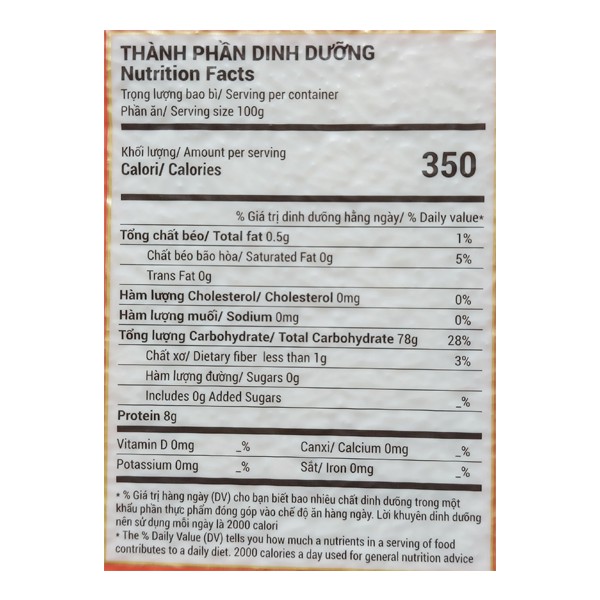 THÀNH PHẦN DINH DƯỠNG
Nutrition Facts
Trọng lượng bao bì/ Serving per container
Phần ăn/ Serving size 100g
Khối lượng/ Amount per serving
Calori/ Calories 350
% Giá trị dinh dưỡng hằng ngày/ % Daily value*
Tổng chất béo/ Total fat 0.5g 1%
Chất béo bão hòa/ Saturated Fat 0g 5%
Trans Fat 0g
Hàm lượng Cholesterol/ Cholesterol 0mg 0%
Hàm lượng muối/ Sodium 0mg 0%
Tổng lượng Carbohydrate/ Total Carbohydrate 78g 28%
Chất xơ/ Dietary fiber less than 1g 3%
Hàm lượng đường/ Sugars 0g
Includes 0g Added Sugars _%
Protein 8g
Vitamin D 0mg _% Canxi/ Calcium 0mg _%
Potassium 0mg _% Sắt/ Iron 0mg _%
* % Giá trị hàng ngày (DV) cho bạn biết bao nhiêu chất dinh dưỡng trong một
khẩu phần thực phẩm đóng góp vào chế độ ăn hàng ngày. Lời khuyên dinh dưỡng
nên sử dụng mỗi ngày là 2000 calori
* The % Daily Value (DV) tells you how much a nutrients in a serving of food
contributes to a daily diet. 2000 calories a day used for general nutrition advice